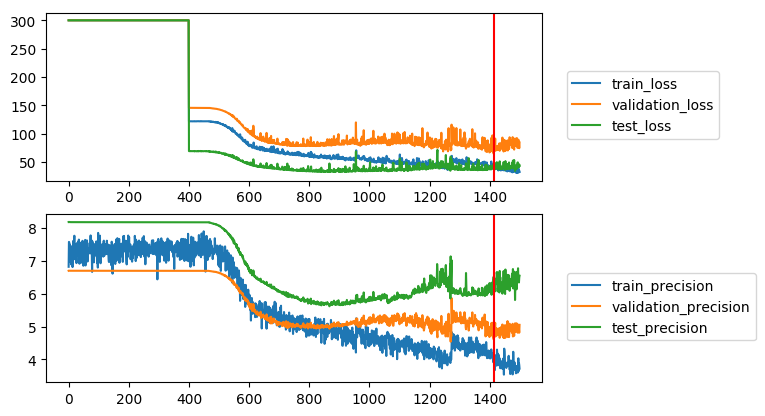 300
250
200
150
100
50
0 200 400 600 800 1000 1200 1400
train_loss
validation_loss
test_loss
8
7
6
5
4
0 200 400 600 800 1000 1200 1400
train_precision
validation_precision
test_precision